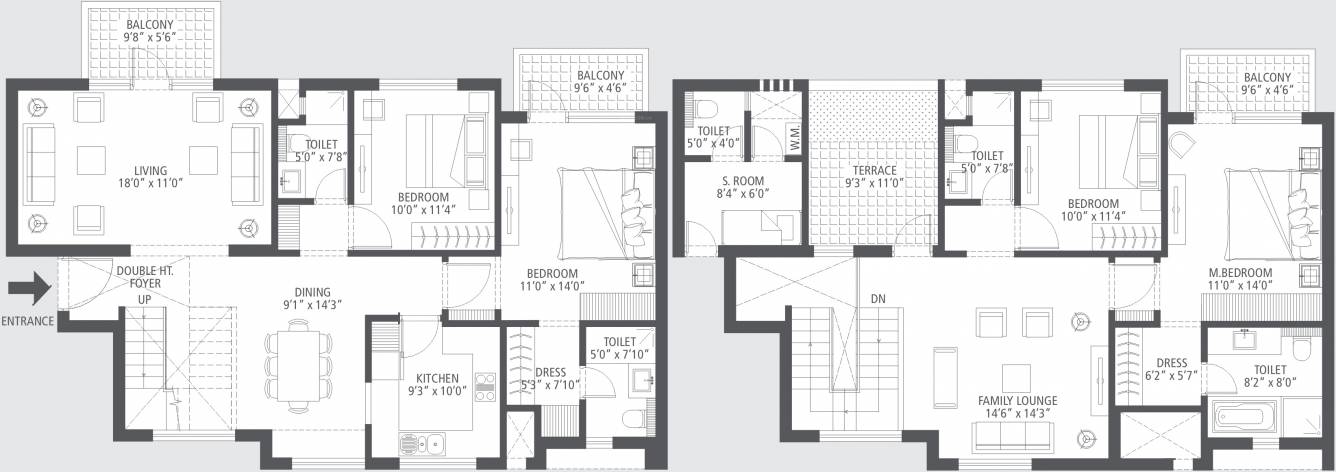 BALCONY
9'8" x 5'6"
BALCONY
9'6" x 4'6"
TOILET
5'0" x 7'8"
LIVING
18'0" x 11'0"
BEDROOM
10'0" x 11'4"
DOUBLE HT.
FOYER
UP
ENTRANCE
DINING
9'1" x 14'3"
BEDROOM
11'0" x 14'0"
KITCHEN
9'3" x 10'0"
DRESS
5'3" x 7'10"
TOILET
5'0" x 7'10"
BALCONY
9'6" x 4'6"
TOILET
5'0" x 4'0"
W.M.
S. ROOM
8'4" x 6'0"
TERRACE
9'3" x 11'0"
TOILET
5'0" x 7'8"
BEDROOM
10'0" x 11'4"
M.BEDROOM
11'0" x 14'0"
DN
FAMILY LOUNGE
14'6" x 14'3"
DRESS
6'2" x 5'7"
TOILET
8'2" x 8'0"